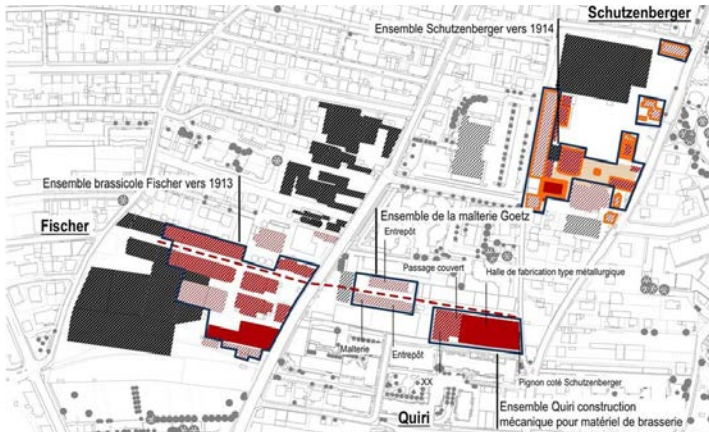 Schutzenberger
Ensemble Schutzenberger vers 1914
Ensemble brassicole Fischer vers 1913
Fischer
Ensemble de la malterie Goetz
Entrepôt
Passage couvert
Halle de fabrication type métallurgique
Malterie
Entrepôt
Pignon coté Schutzenberger
XX
Quiri
Ensemble Quiri construction
mécanique pour matériel de brasserie